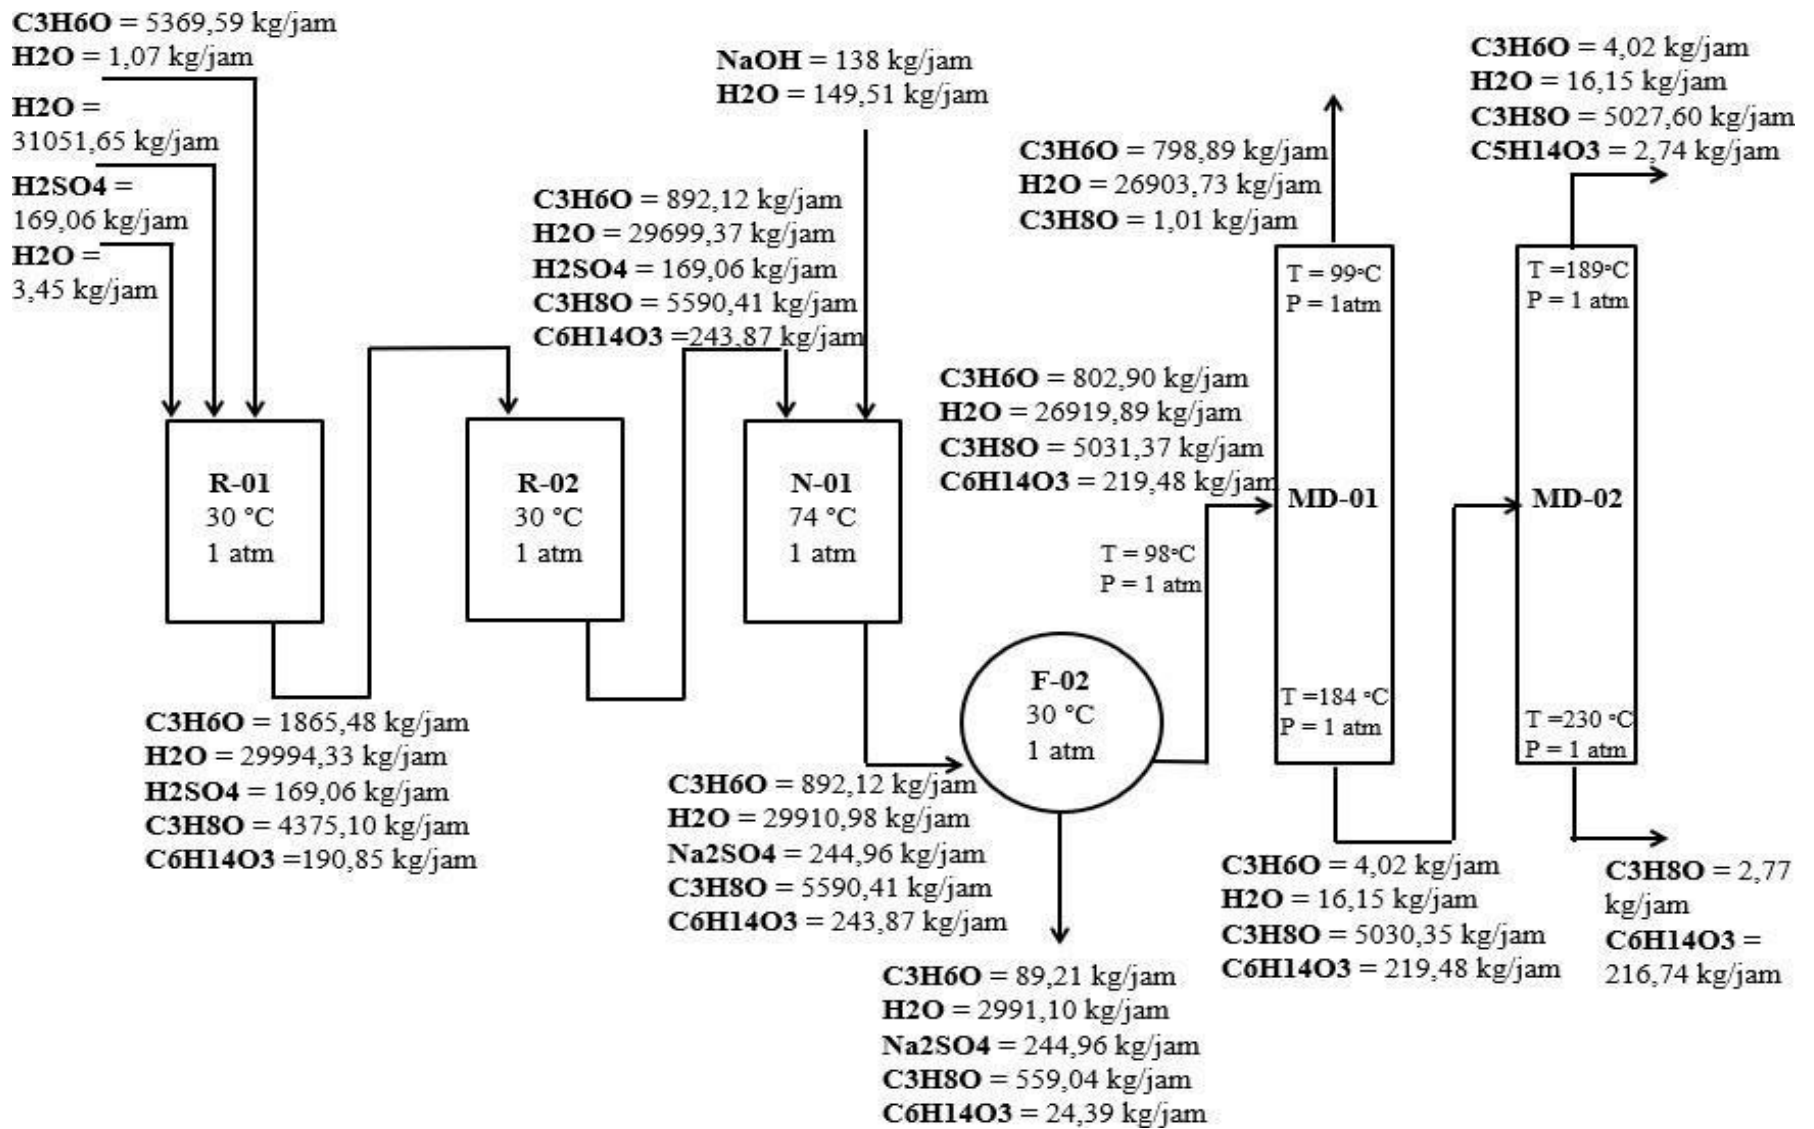 C3H6O = 5369,59 kg/jam
H2O = 1,07 kg/jam
H2O =
31051,65 kg/jam
H2SO4 =
169,06 kg/jam
H2O =
3,45 kg/jam
R-01
30 °C
1 atm
C3H6O = 1865,48 kg/jam
H2O = 29994,33 kg/jam
H2SO4 = 169,06 kg/jam
C3H8O = 4375,10 kg/jam
C6H14O3 =190,85 kg/jam
R-02
30 °C
1 atm
C3H6O = 892,12 kg/jam
H2O = 29699,37 kg/jam
H2SO4 = 169,06 kg/jam
C3H8O = 5590,41 kg/jam
C6H14O3 =243,87 kg/jam
NaOH = 138 kg/jam
H2O = 149,51 kg/jam
N-01
74 °C
1 atm
C3H6O = 892,12 kg/jam
H2O = 29910,98 kg/jam
Na2SO4 = 244,96 kg/jam
C3H8O = 5590,41 kg/jam
C6H14O3 = 243,87 kg/jam
F-02
30 °C
1 atm
C3H6O = 89,21 kg/jam
H2O = 2991,10 kg/jam
Na2SO4 = 244,96 kg/jam
C3H8O = 559,04 kg/jam
C6H14O3 = 24,39 kg/jam
C3H6O = 802,90 kg/jam
H2O = 26919,89 kg/jam
C3H8O = 5031,37 kg/jam
C6H14O3 = 219,48 kg/jam
T = 98°C
P = 1 atm
C3H6O = 798,89 kg/jam
H2O = 26903,73 kg/jam
C3H8O = 1,01 kg/jam
T = 99°C
P = 1atm
MD-01
T =184 °C
P = 1 atm
C3H6O = 4,02 kg/jam
H2O = 16,15 kg/jam
C3H8O = 5030,35 kg/jam
C6H14O3 = 219,48 kg/jam
C3H6O = 4,02 kg/jam
H2O = 16,15 kg/jam
C3H8O = 5027,60 kg/jam
C5H14O3 = 2,74 kg/jam
T =189°C
P = 1 atm
MD-02
T =230 °C
P = 1 atm
C3H8O = 2,77
kg/jam
C6H14O3 =
216,74 kg/jam